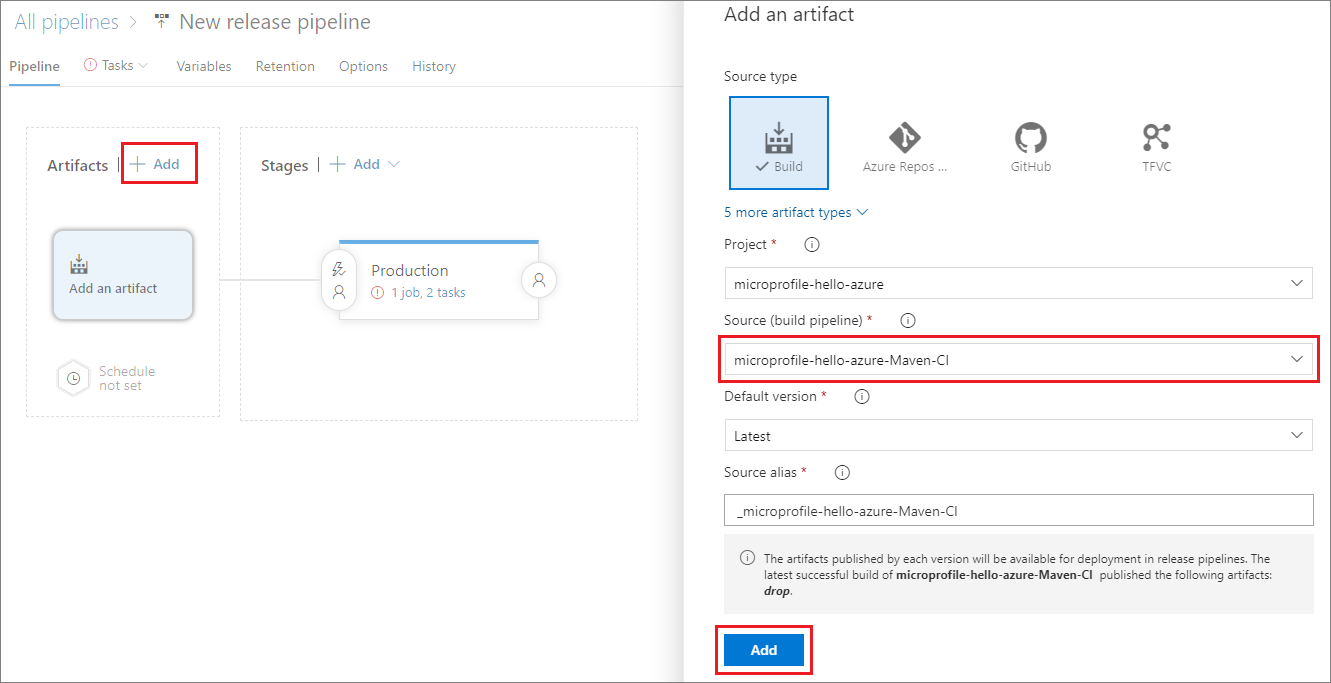 All pipelines > New release pipeline
Pipeline Tasks Variables Retention Options History
Artifacts | + Add
Stages | + Add
Add an artifact
Production
1 job, 2 tasks
Schedule
not set
Add an artifact
Source type
Build
Azure Repos ...
GitHub
TFVC
5 more artifact types
Project *
microprofile-hello-azure
Source (build pipeline) *
microprofile-hello-azure-Maven-CI
Default version *
Latest
Source alias *
_microprofile-hello-azure-Maven-CI
The artifacts published by each version will be available for deployment in release pipelines. The
latest successful build of microprofile-hello-azure-Maven-CI published the following artifacts:
drop.
Add